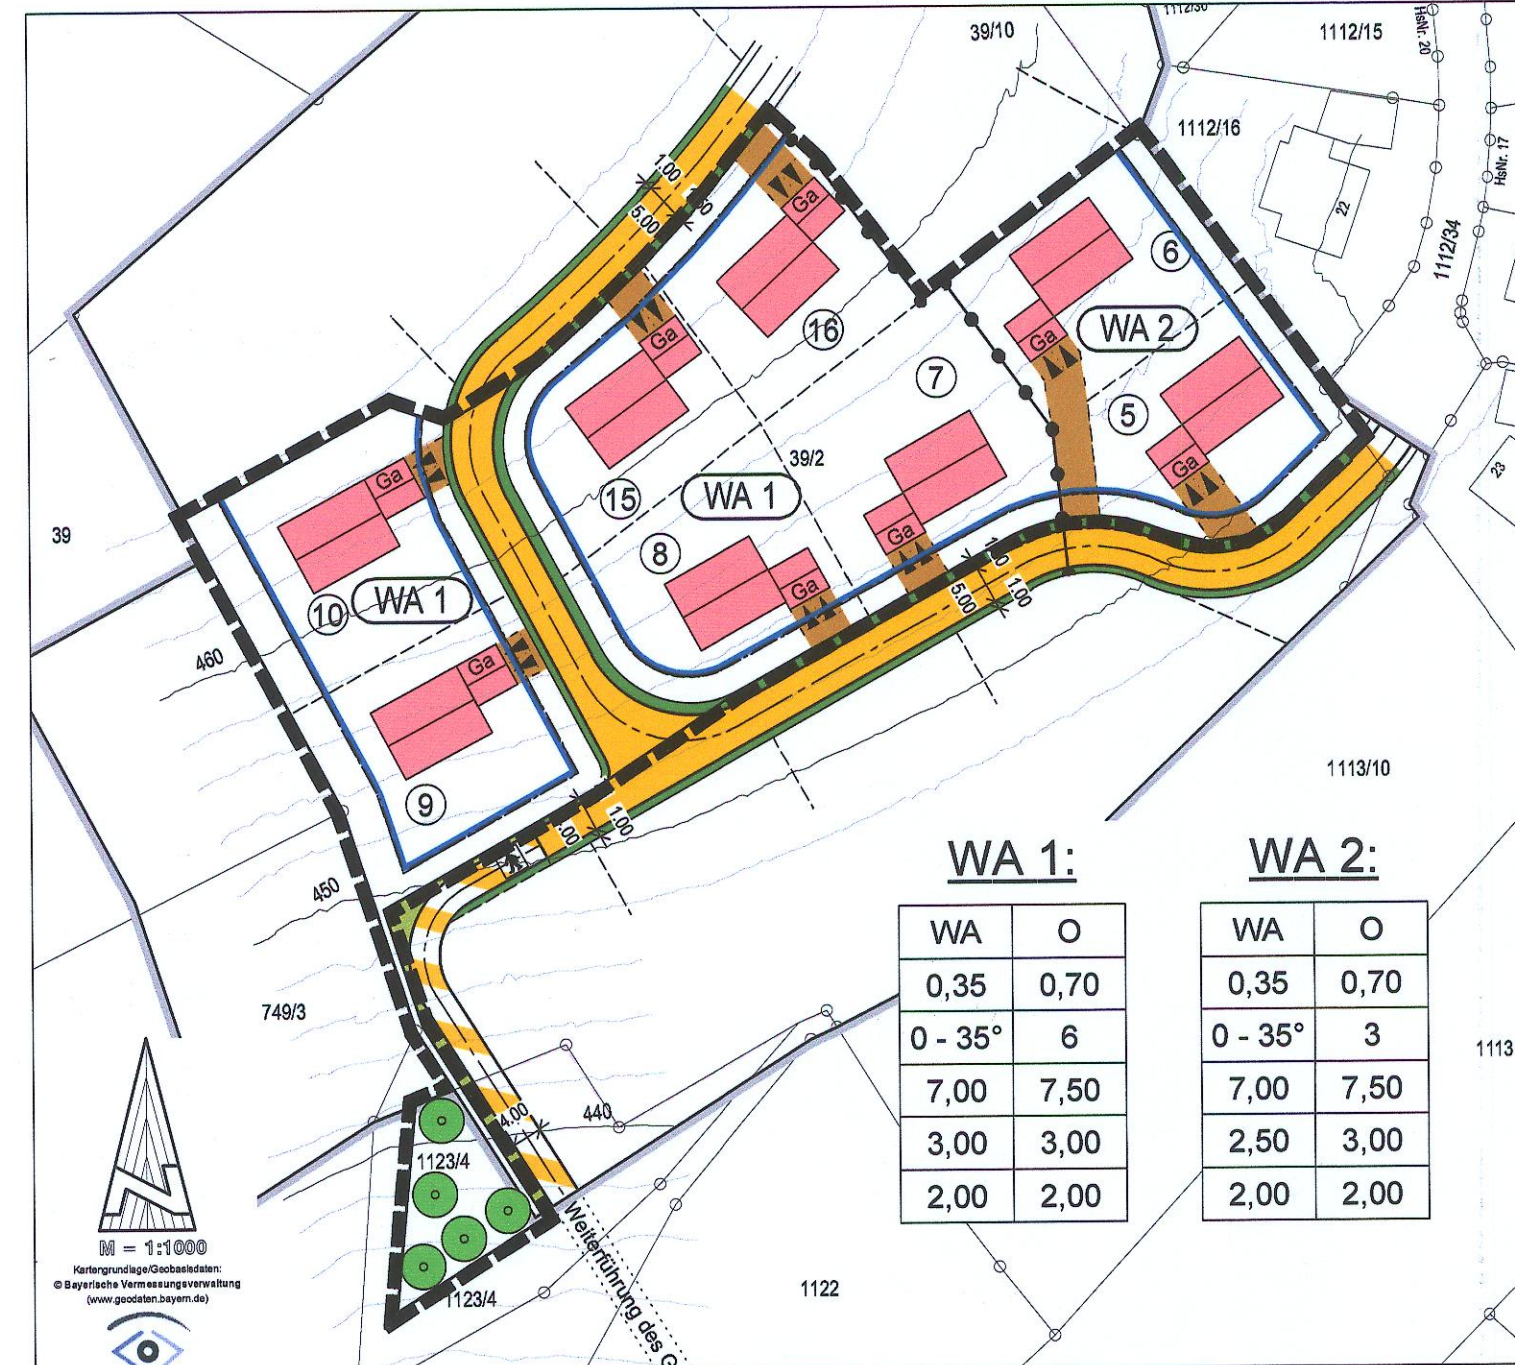 1112/30
39/10
1112/15
HsNr. 20
1112/16
HsNr. 17
22
1112/34
1.00
5.00
Ga
16
6
WA 2
Ga
Ga
7
5
Ga
39/2
WA 1
15
39
Ga
8
Ga
Ga
23
10
WA 1
5.00
1.00
460
Ga
9
1113/10
1.00
450
749/3
4.00
440
1123/4
1123/4
1122
1113
Weiterführung des G
WA 1:
WA O
0,35 0,70
0 - 35° 6
7,00 7,50
3,00 3,00
2,00 2,00
WA 2:
WA O
0,35 0,70
0 - 35° 3
7,00 7,50
2,50 3,00
2,00 2,00
M = 1:1000
Kartengrundlage/Geobasisdaten:
© Bayerische Vermessungsverwaltung
(www.geodaten.bayern.de)